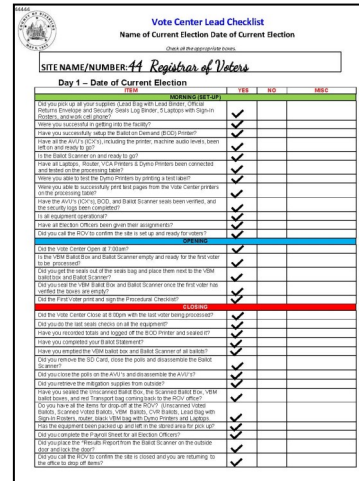 44444
Vote Center Lead Checklist
Name of Current Election Date of Current Election
Check all the appropriate boxes.
SITE NAME/NUMBER: 44 Registrar of Voters
Day 1 – Date of Current Election
ITEM YES NO MISC
MORNING (SET-UP)
Did you pick up all your supplies (Lead Bag with Lead Binder, Official
Returns Envelope and Security Seals Log Binder, 5 Laptops with Sign-In
Rosters, and work cell phone?
Were you successful in getting into the facility?
Have you successfully setup the Ballot on Demand (BOD) Printer?
Have all the AVU's (ICX's), including the printer, machine audio levels, been
left on and ready to go?
Is the Ballot Scanner on and ready to go?
Have all Laptops, Router, VCA Printers & Dymo Printers been connected
and tested on the processing table?
Were you able to test the Dymo Printers by printing a test label?
Were you able to successfully print test pages from the Vote Center printers
on the processing table?
Have the AVU's (ICX's), BOD, and Ballot Scanner seals been verified, and
the security logs been completed?
Is all equipment operational?
Have all Election Officers been given their assignments?
Did you call the ROV to confirm the site is set up and ready for voters?
OPENING
Did the Vote Center Open at 7:00am?
Is the VBM Ballot Box and Ballot Scanner empty and ready for the first voter
to be processed?
Did you get the seals out of the seals bag and place them next to the VBM
ballot box and Ballot Scanner?
Did you seal the VBM Ballot Box and Ballot Scanner once the first voter has
verified the boxes are empty?
Did the First Voter print and sign the Procedural Checklist?
CLOSING
Did the Vote Center Close at 8:00pm with the last voter being processed?
Did you do the last seals checks on all the equipment?
Have you recorded totals and logged off the BOD Printer and sealed it?
Have you completed your Ballot Statement?
Have you emptied the VBM ballot box and Ballot Scanner of all ballots?
Did you remove the SD Card, close the polls and disassemble the Ballot
Scanner?
Did you close the polls on the AVU's and disassemble the AVU's?
Did you retrieve the mitigation supplies from outside?
Have you sealed the Unscanned Ballot Box, the Scanned Ballot Box, VBM
ballot boxes, and red Transport bag coming back to the ROV office?
Do you have all the items for drop-off at the ROV? (Unscanned Voted
Ballots, Scanned Voted Ballots, VBM Ballots, CVR Ballots, Lead Bag with
Sign-In Rosters, router, black VBM bag with Dymo Printers and Laptops
Has the equipment been packed up and left in the stored area for pick up?
Did you complete the Payroll Sheet for all Election Officers?
Did you place the "Results Report from the Ballot Scanner on the outside
door and lock the door?
Did you call the ROV to confirm the site is closed and you are returning to
the office to drop off items?